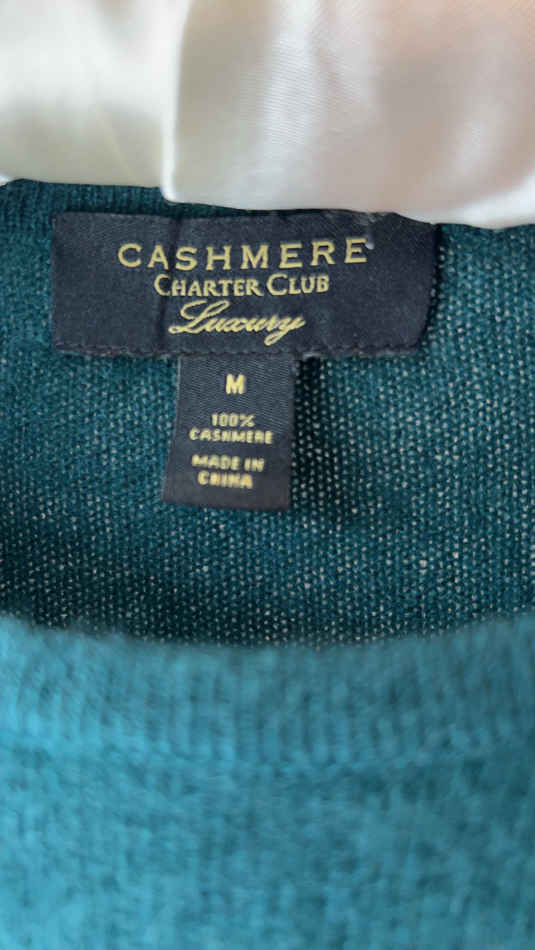 CASHMERE
CHARTER CLUB
Luxury
M
100%
CASHMERE
MADE IN
CHINA